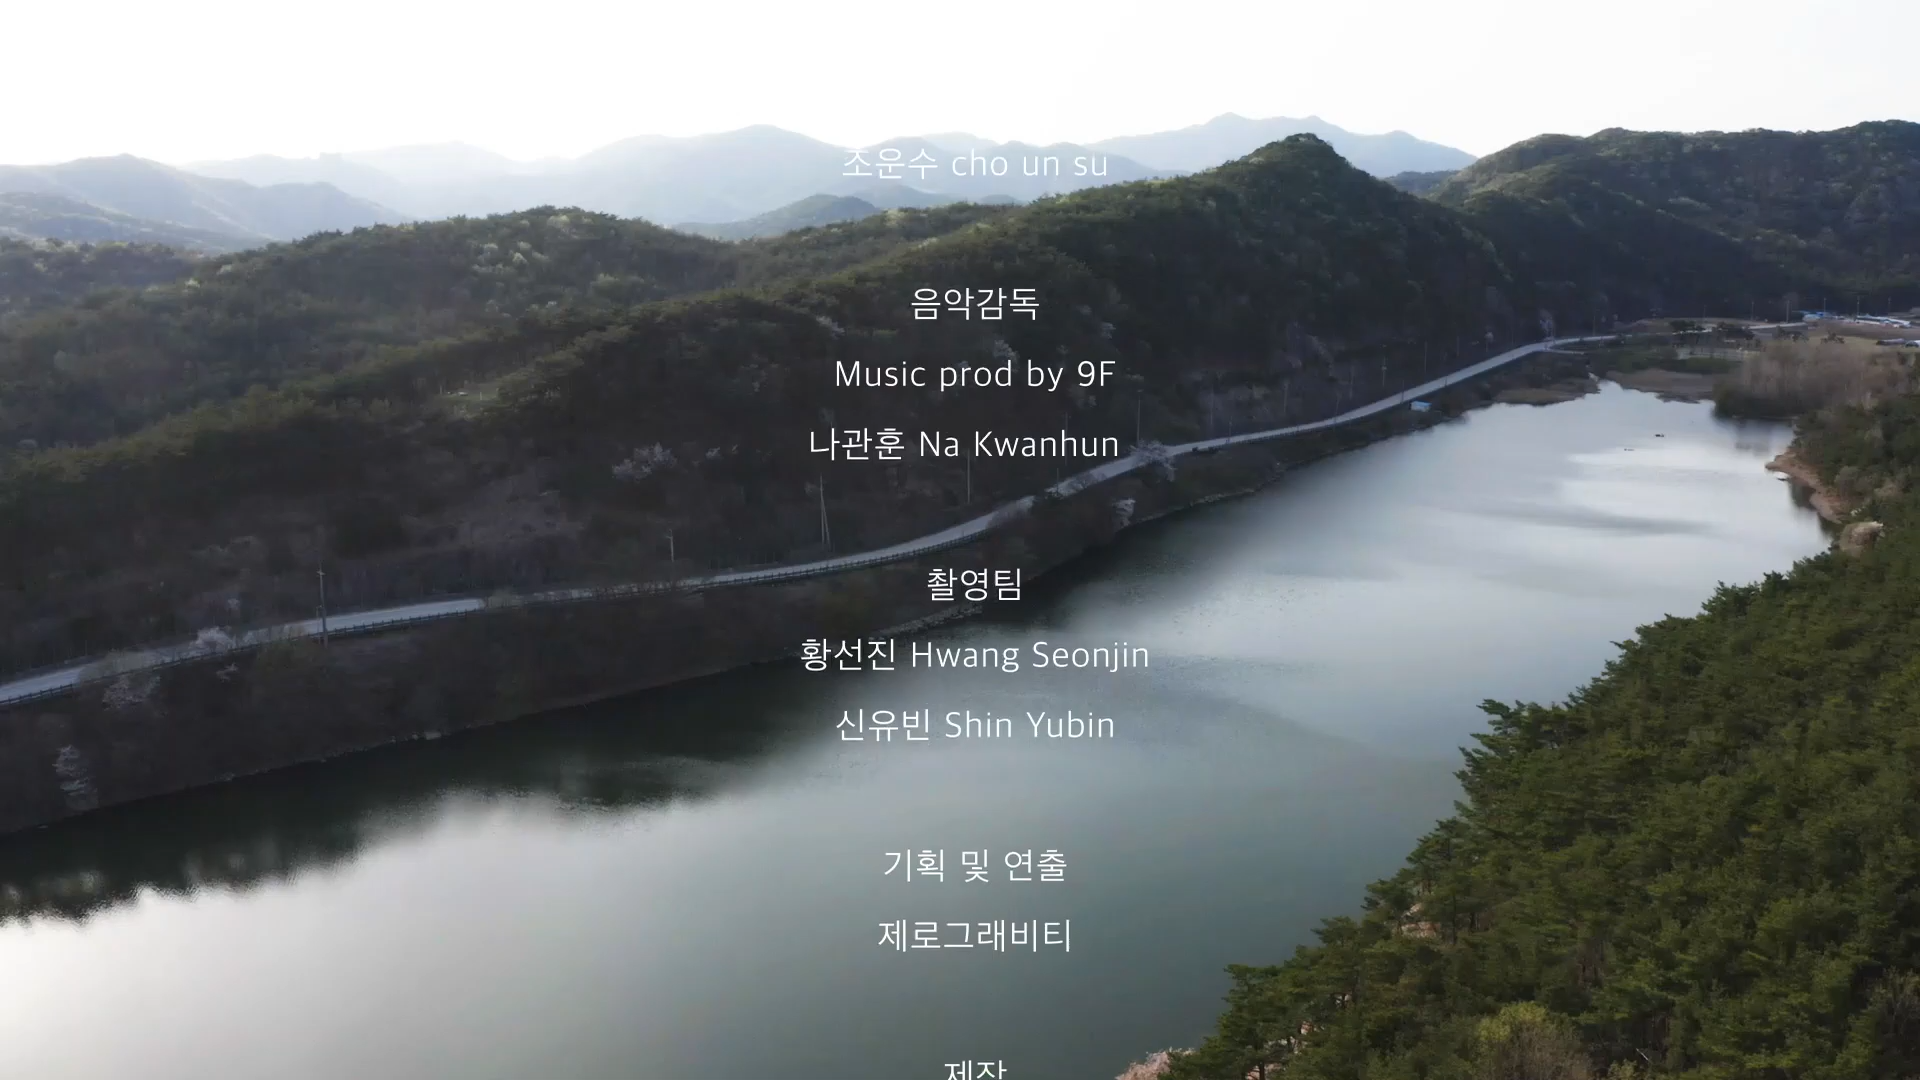 조운수 cho un su
음악감독
Music prod by 9F
나관훈 Na Kwanhun
촬영팀
황선진 Hwang Seonjin
신유빈 Shin Yubin
기획 및 연출
제로그래비티
제작